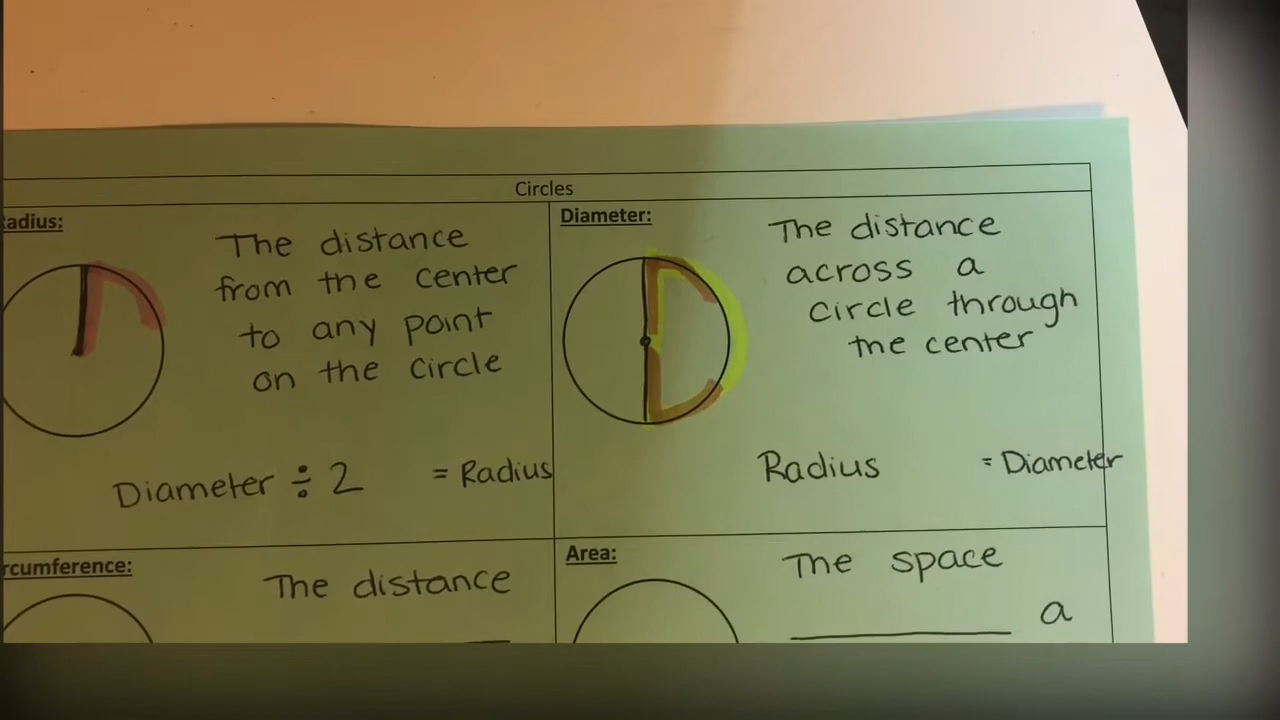 Circles
adius:
The distance
from the center
to any point
on the circle
Diameter ÷ 2 = Radius
Diameter:
The distance
across a
circle through
the center
Radius = Diameter
rcumference:
The distance
Area:
The space
a